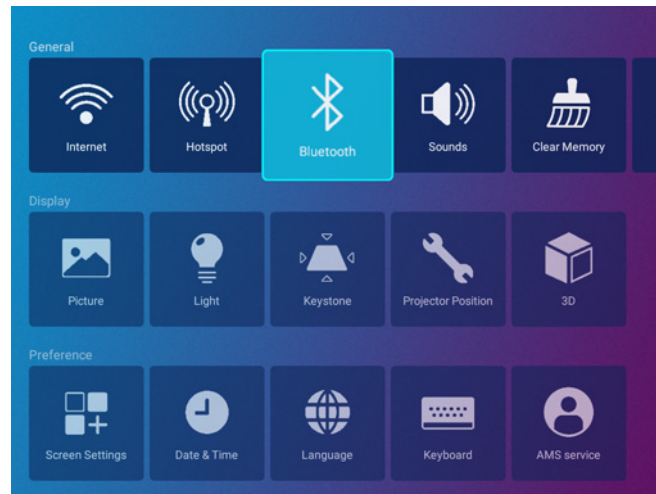 General
Internet
Hotspot
Bluetooth
Sounds
Clear Memory
Display
Picture
Light
Keystone
Projector Position
3D
Preference
Screen Settings
Date & Time
Language
Keyboard
AMS service